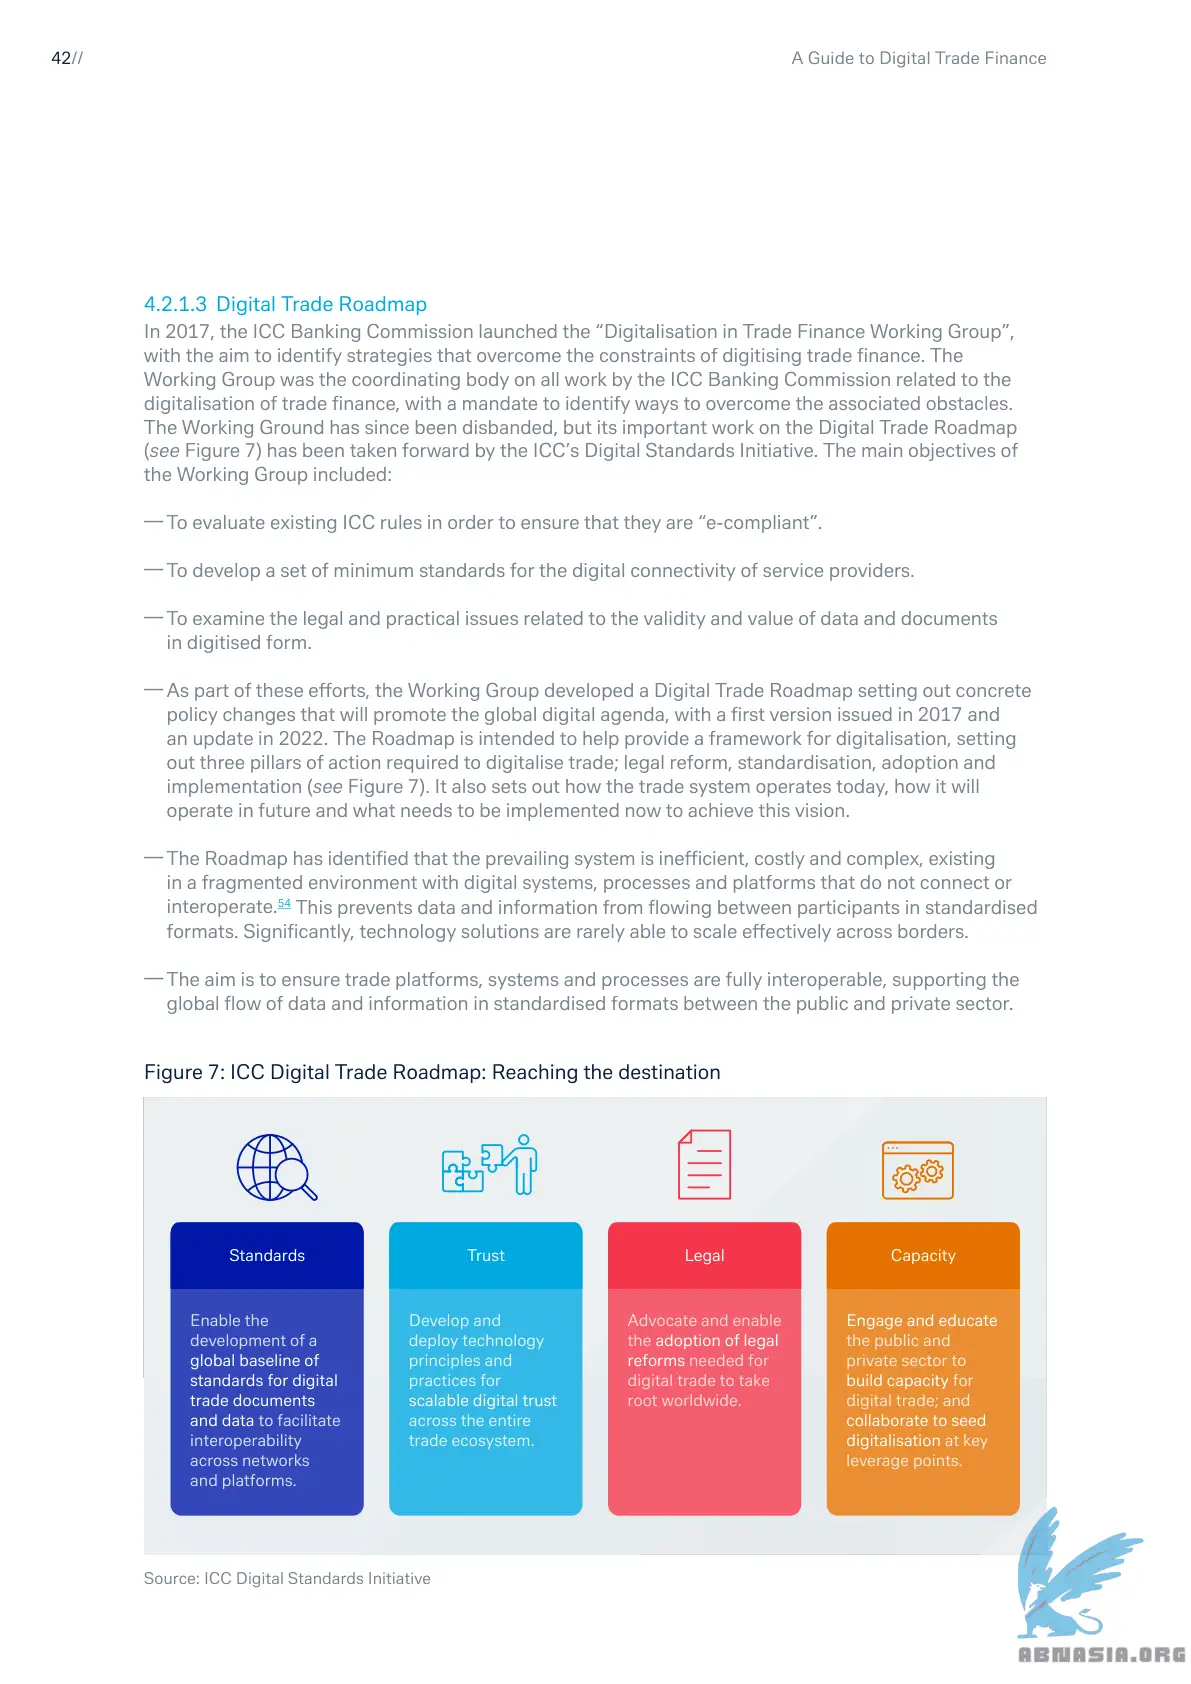 42//
A Guide to Digital Trade Finance
4.2.1.3 Digital Trade Roadmap
In 2017, the ICC Banking Commission launched the “Digitalisation in Trade Finance Working Group”,
with the aim to identify strategies that overcome the constraints of digitising trade finance. The
Working Group was the coordinating body on all work by the ICC Banking Commission related to the
digitalisation of trade finance, with a mandate to identify ways to overcome the associated obstacles.
The Working Ground has since been disbanded, but its important work on the Digital Trade Roadmap
(see Figure 7) has been taken forward by the ICC’s Digital Standards Initiative. The main objectives of
the Working Group included:
— To evaluate existing ICC rules in order to ensure that they are “e-compliant”.
— To develop a set of minimum standards for the digital connectivity of service providers.
— To examine the legal and practical issues related to the validity and value of data and documents
in digitised form.
— As part of these efforts, the Working Group developed a Digital Trade Roadmap setting out concrete
policy changes that will promote the global digital agenda, with a first version issued in 2017 and
an update in 2022. The Roadmap is intended to help provide a framework for digitalisation, setting
out three pillars of action required to digitalise trade; legal reform, standardisation, adoption and
implementation (see Figure 7). It also sets out how the trade system operates today, how it will
operate in future and what needs to be implemented now to achieve this vision.
— The Roadmap has identified that the prevailing system is inefficient, costly and complex, existing
in a fragmented environment with digital systems, processes and platforms that do not connect or
interoperate.54 This prevents data and information from flowing between participants in standardised
formats. Significantly, technology solutions are rarely able to scale effectively across borders.
— The aim is to ensure trade platforms, systems and processes are fully interoperable, supporting the
global flow of data and information in standardised formats between the public and private sector.
Figure 7: ICC Digital Trade Roadmap: Reaching the destination
Standards
Enable the
development of a
global baseline of
standards for digital
trade documents
and data to facilitate
interoperability
across networks
and platforms.
Trust
Develop and
deploy technology
principles and
practices for
scalable digital trust
across the entire
trade ecosystem.
Legal
Advocate and enable
the adoption of legal
reforms needed for
digital trade to take
root worldwide.
Capacity
Engage and educate
the public and
private sector to
build capacity for
digital trade; and
collaborate to seed
digitalisation at key
leverage points.
Source: ICC Digital Standards Initiative
ABNASIA.ORG